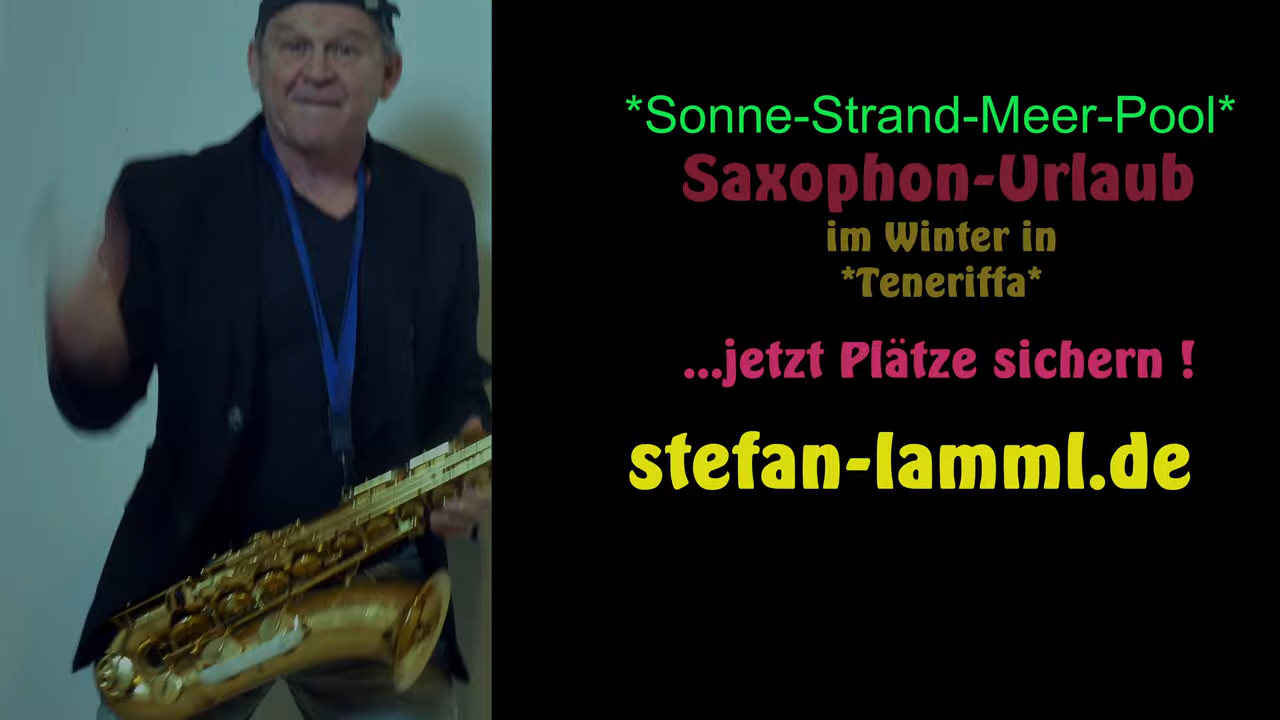 *Sonne-Strand-Meer-Pool*
Saxophon-Urlaub
im Winter in
*Teneriffa*
...jetzt Plätze sichern !
stefan-lamml.de